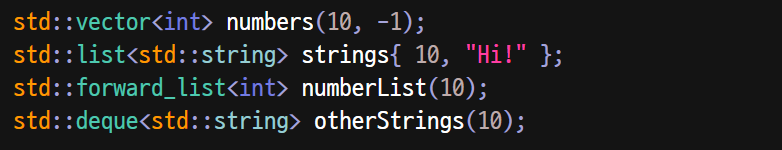 std::vector<int> numbers(10, -1);
std::list<std::string> strings{ 10, "Hi!" };
std::forward_list<int> numberList(10);
std::deque<std::string> otherStrings(10);